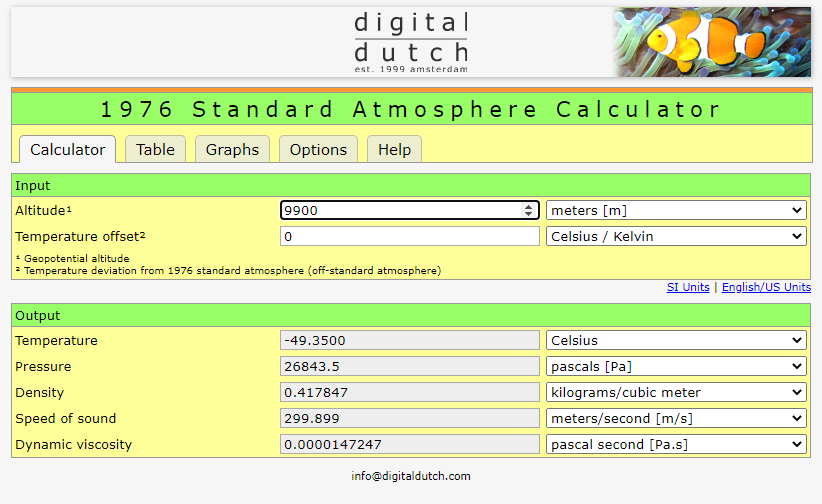 digital
dutch
est. 1999 amsterdam
1976 Standard Atmosphere Calculator
Calculator Table Graphs Options Help
Input
Altitude¹ 9900 meters [m]
Temperature offset² 0 Celsius / Kelvin
¹ Geopotential altitude
² Temperature deviation from 1976 standard atmosphere (off-standard atmosphere)
SI Units | English/US Units
Output
Temperature -49.3500 Celsius
Pressure 26843.5 pascals [Pa]
Density 0.417847 kilograms/cubic meter
Speed of sound 299.899 meters/second [m/s]
Dynamic viscosity 0.0000147247 pascal second [Pa.s]
info@digitaldutch.com